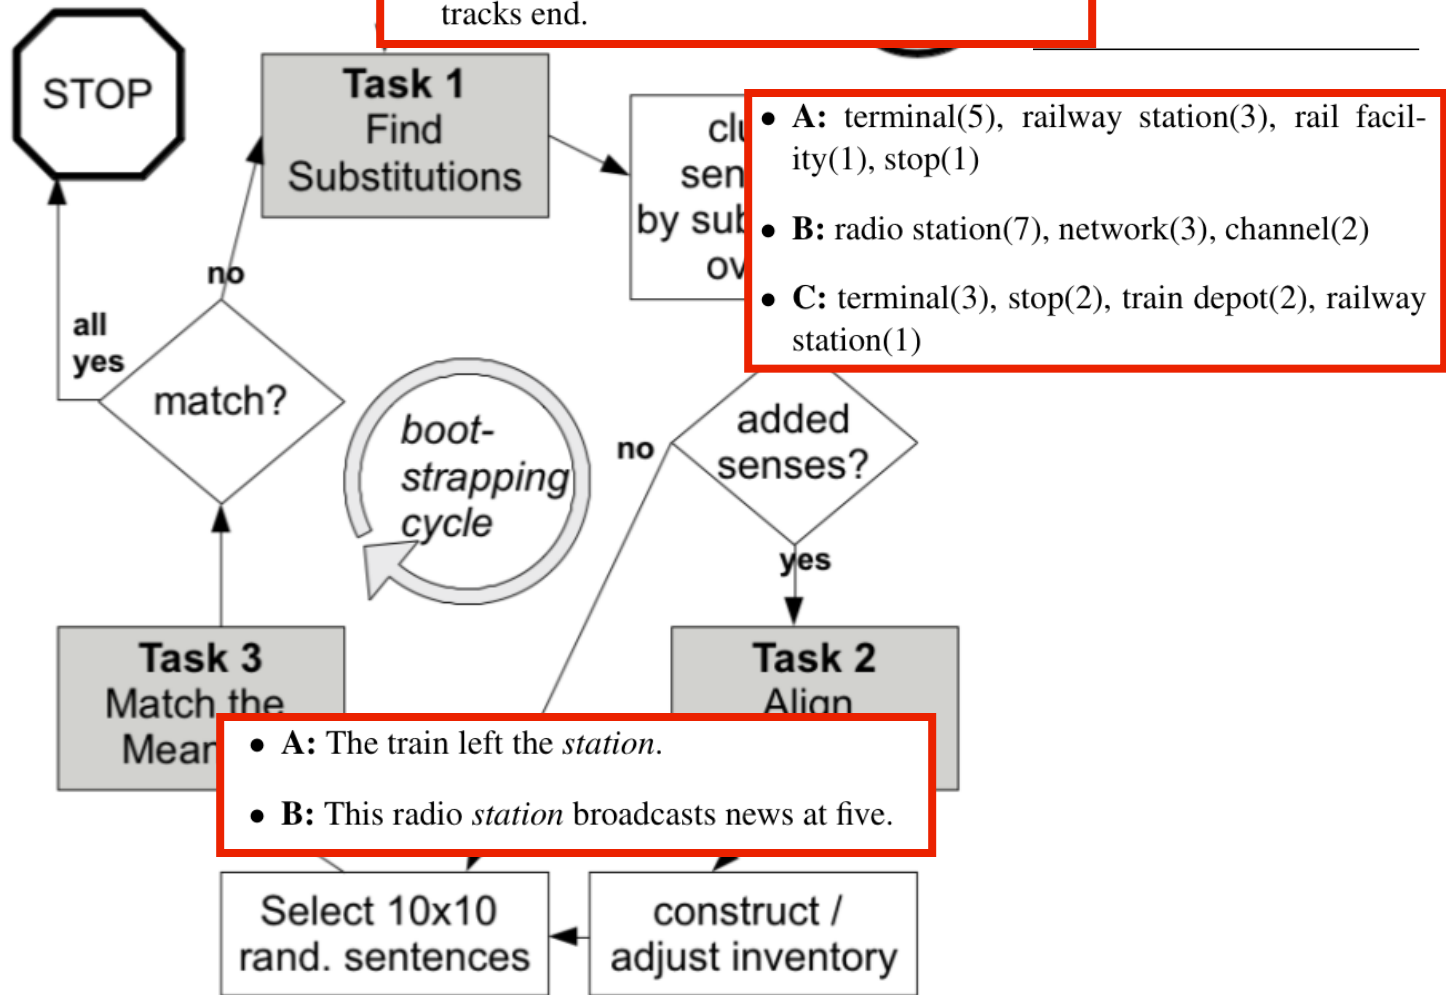 tracks end.
STOP
Task 1
Find
Substitutions
• A: terminal(5), railway station(3), rail facil-
ity(1), stop(1)
• B: radio station(7), network(3), channel(2)
• C: terminal(3), stop(2), train depot(2), railway
station(1)
by
no
all
yes
match?
boot-
strapping
cycle
no
added
senses?
yes
Task 3
Match the
Task 2
Align
• A: The train left the station.
• B: This radio station broadcasts news at five.
Select 10x10
rand. sentences
construct /
adjust inventory